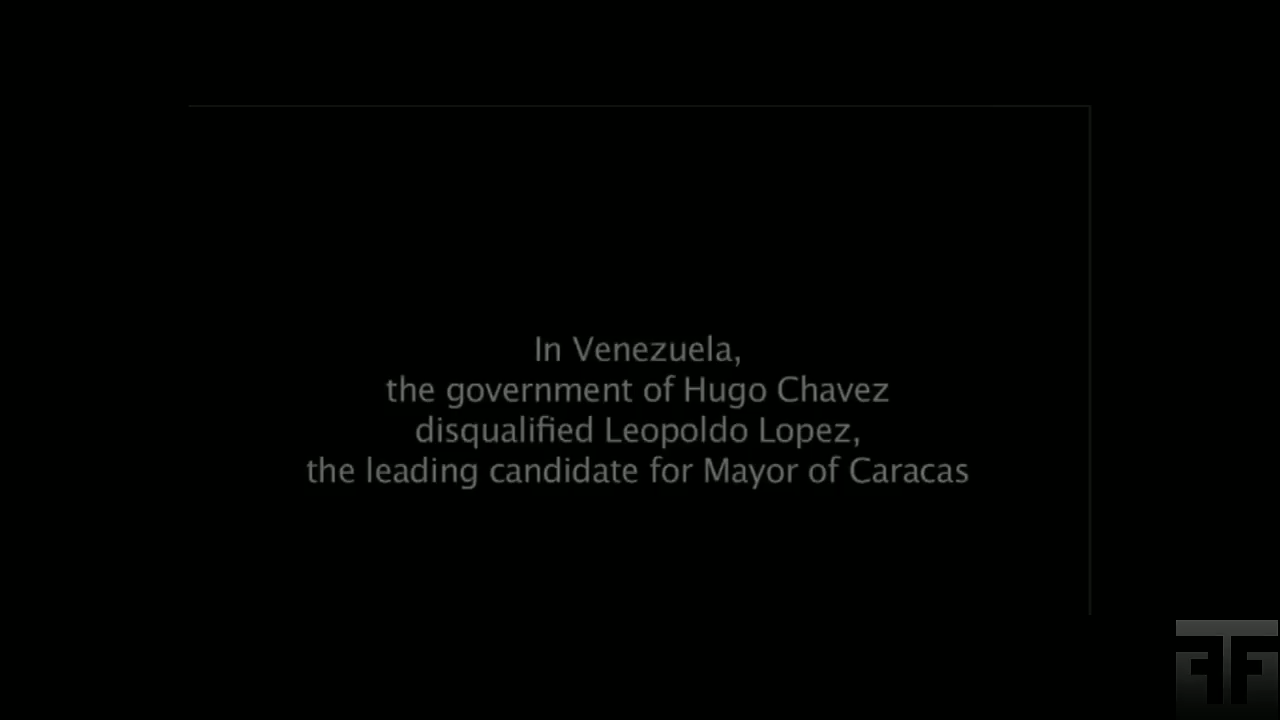 In Venezuela,
the government of Hugo Chavez
disqualified Leopoldo Lopez,
the leading candidate for Mayor of Caracas